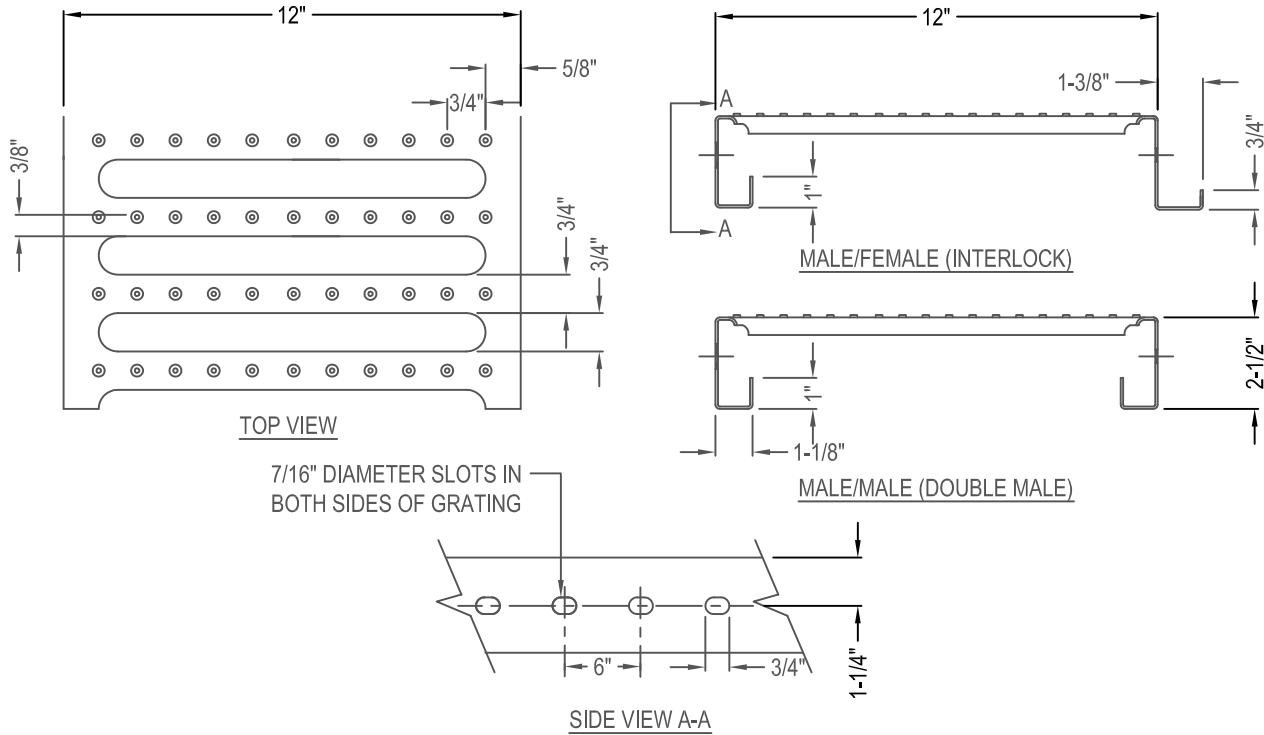 12"
5/8"
3/4"
3/8"
3/4"
3/4"
TOP VIEW
12"
1-3/8"
A
3/4"
1"
A
MALE/FEMALE (INTERLOCK)
2-1/2"
1"
1-1/8"
MALE/MALE (DOUBLE MALE)
7/16" DIAMETER SLOTS IN
BOTH SIDES OF GRATING
6"
3/4"
1-1/4"
SIDE VIEW A-A